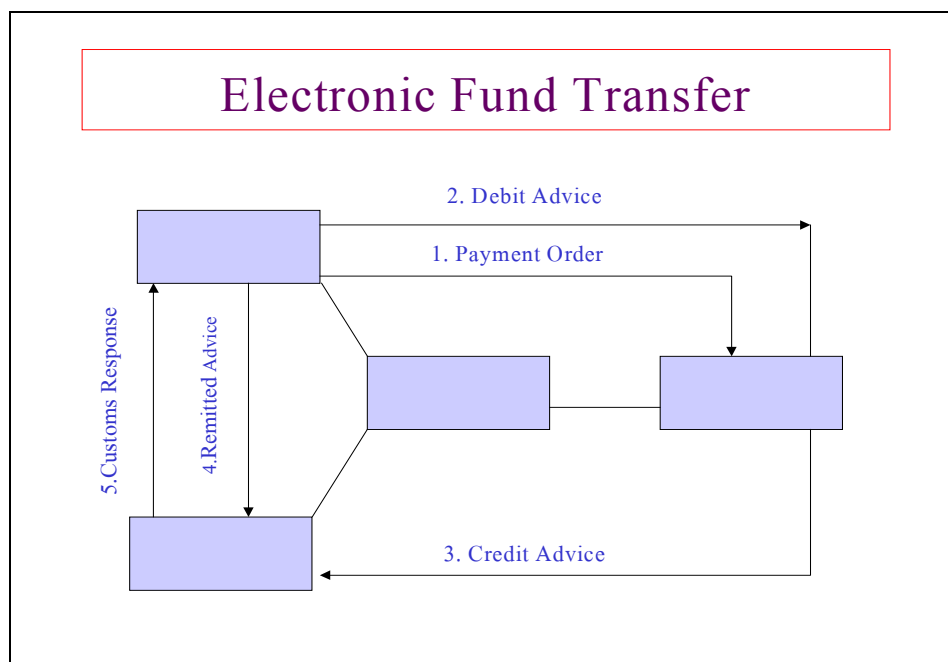 Electronic Fund Transfer
2. Debit Advice
1. Payment Order
5.Customs Response
4.Remitted Advice
3. Credit Advice